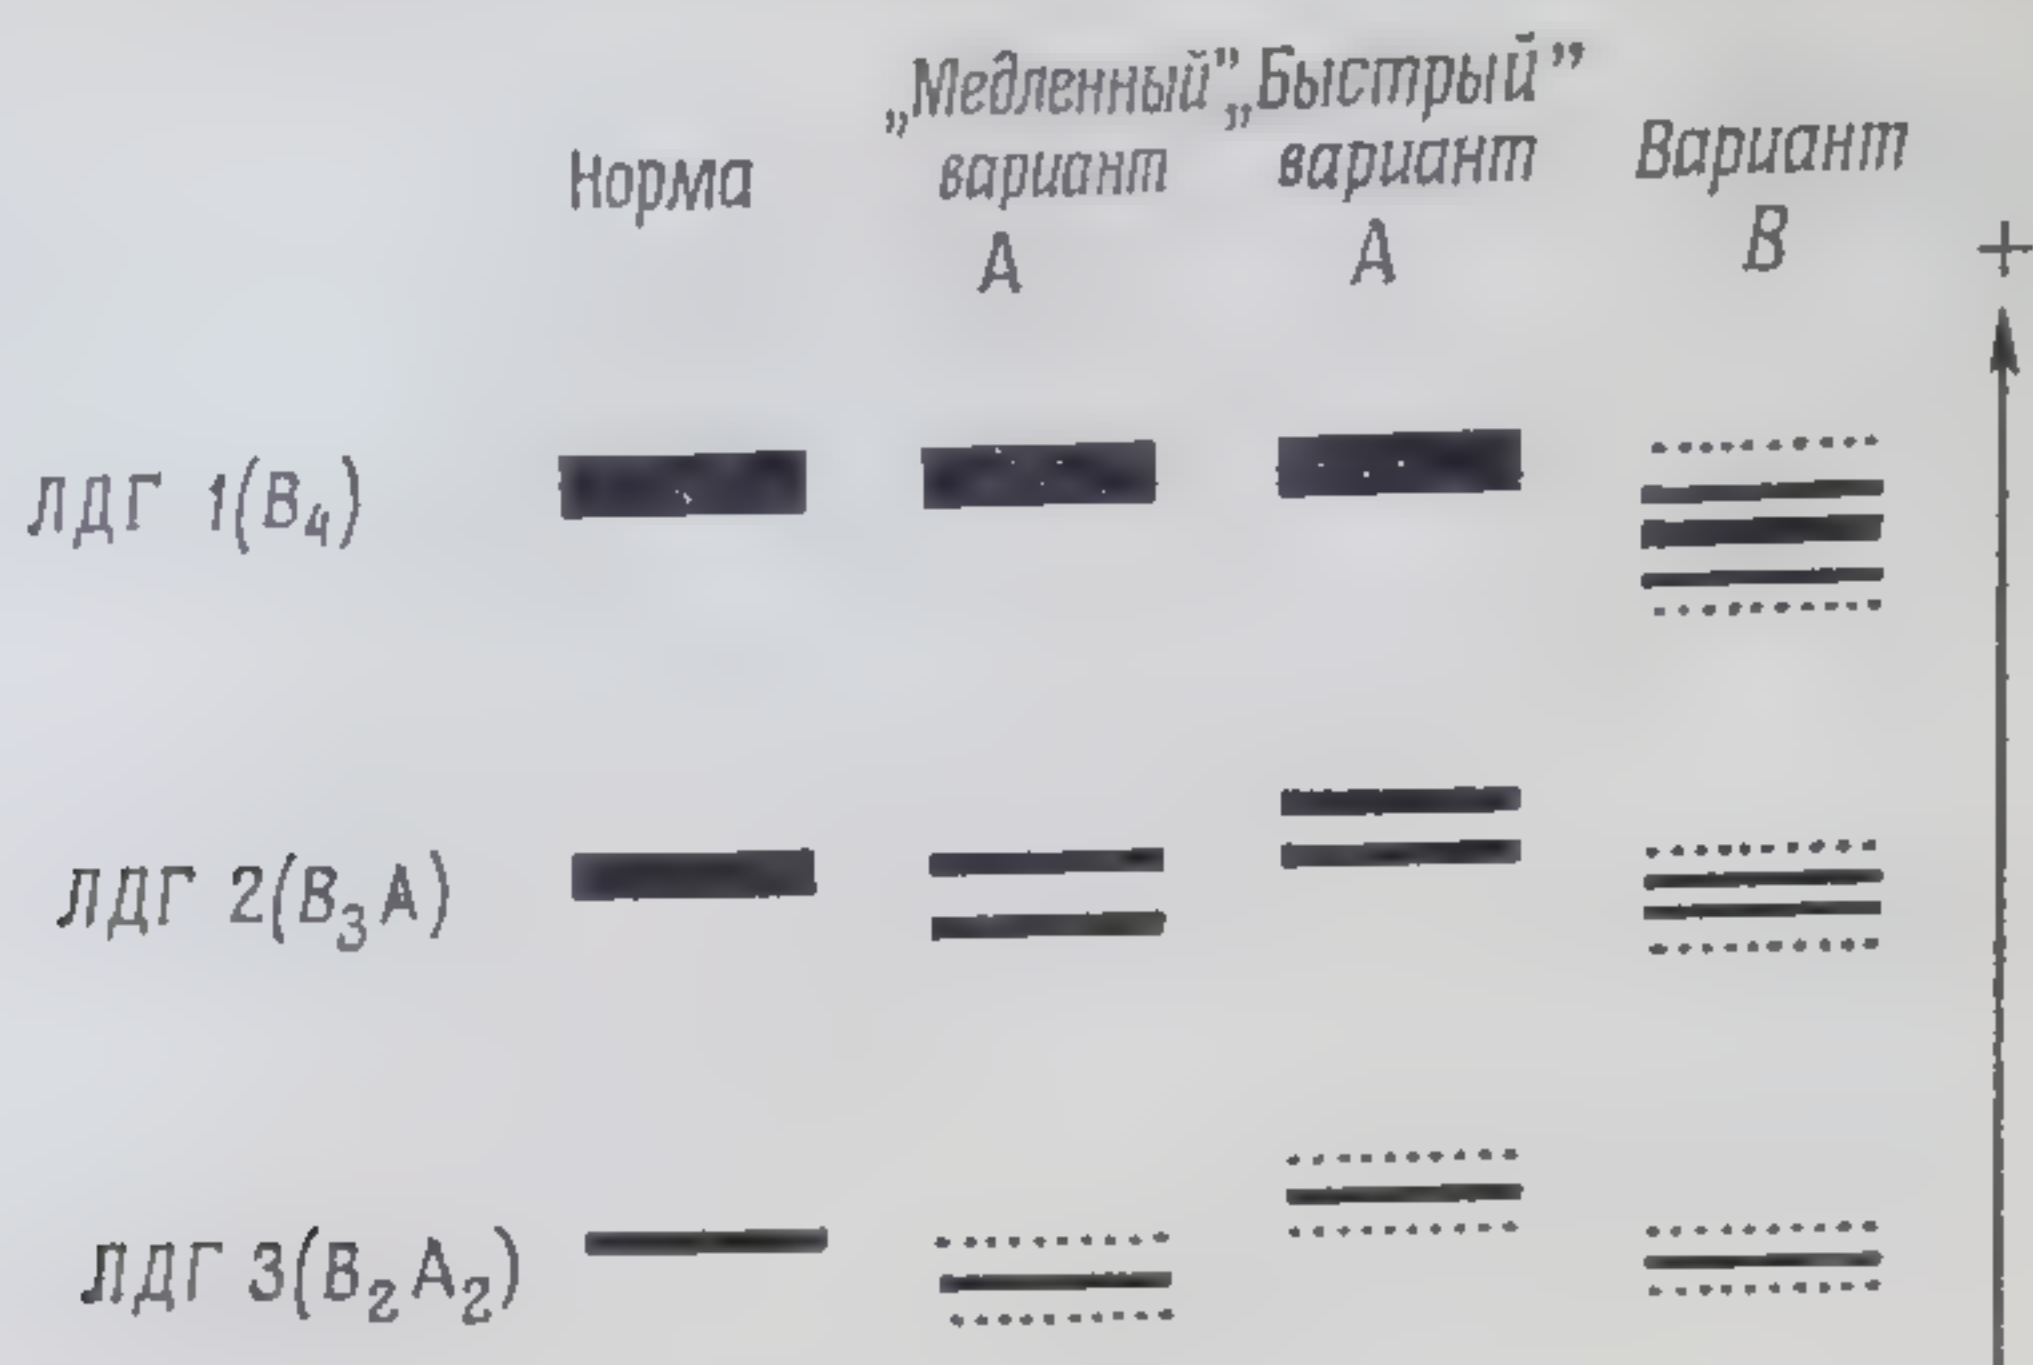 „Медленный” „Быстрый”
Норма вариант вариант Вариант
А А В
+
ЛДГ 1(В₄)
ЛДГ 2(В₃А)
ЛДГ 3(В₂А₂)